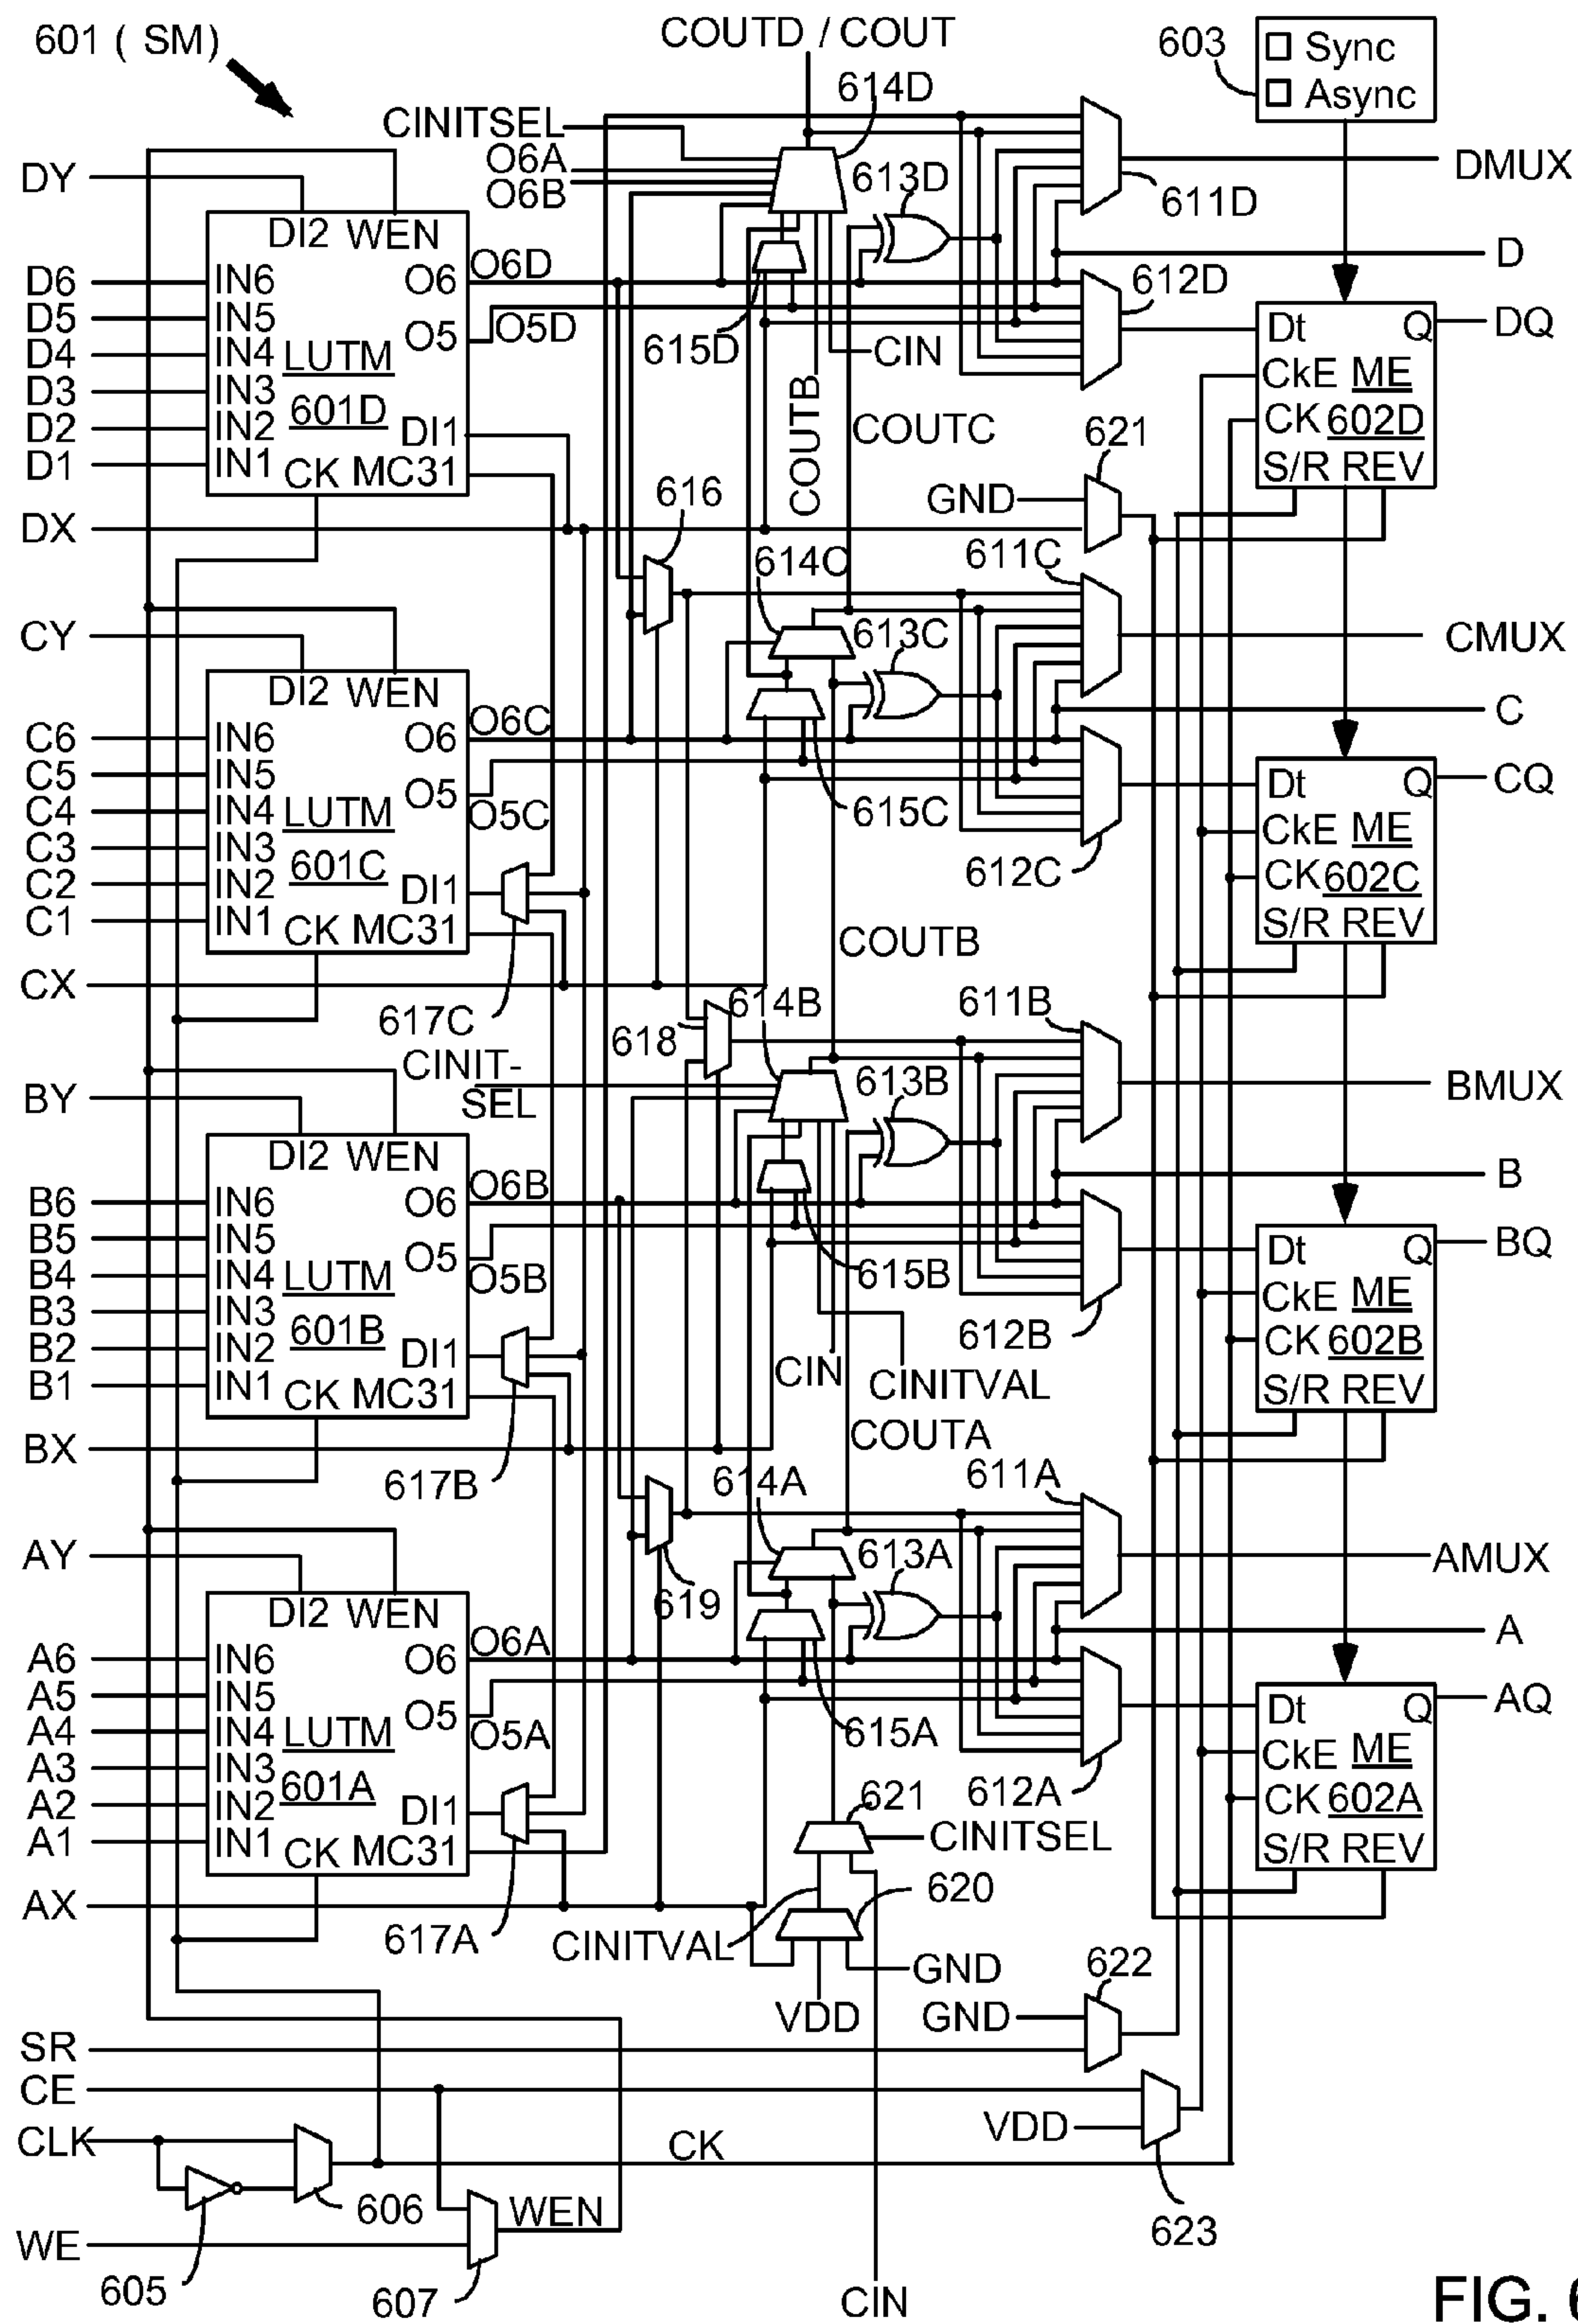 601 ( SM)
COUTD / COUT
603
Sync
Async
614D
CINITSEL
O6A
O6B
613D
DMUX
611D
DY
DI2 WEN
D
D6
D5
D4
D3
D2
D1
IN6
IN5
IN4
IN3
IN2
IN1
LUTM
601D
O6
O5
DI1
CK MC31
O6D
O5D
615D
CIN
COUTB
COUTC
612D
Dt
Q
DQ
CkE ME
CK 602D
S/R REV
621
GND
DX
616
614C
611C
613C
CMUX
CY
DI2 WEN
C
C6
C5
C4
C3
C2
C1
IN6
IN5
IN4
IN3
IN2
IN1
LUTM
601C
O6
O5
DI1
CK MC31
O6C
O5C
615C
612C
Dt
Q
CQ
CkE ME
CK 602C
S/R REV
COUTB
CX
617C
618
614B
611B
CINIT-
SEL
613B
BMUX
BY
DI2 WEN
B
B6
B5
B4
B3
B2
B1
IN6
IN5
IN4
IN3
IN2
IN1
LUTM
601B
O6
O5
DI1
CK MC31
O6B
O5B
615B
612B
Dt
Q
BQ
CkE ME
CK 602B
S/R REV
CIN
CINITVAL
COUTA
BX
617B
614A
611A
613A
AMUX
619
AY
DI2 WEN
A
A6
A5
A4
A3
A2
A1
IN6
IN5
IN4
IN3
IN2
IN1
LUTM
601A
O6
O5
DI1
CK MC31
O6A
O5A
615A
612A
Dt
Q
AQ
CkE ME
CK 602A
S/R REV
621
CINITSEL
620
AX
617A
CINITVAL
GND
VDD
622
GND
SR
CE
VDD
CLK
CK
606
WEN
623
WE
605
607
CIN
FIG.